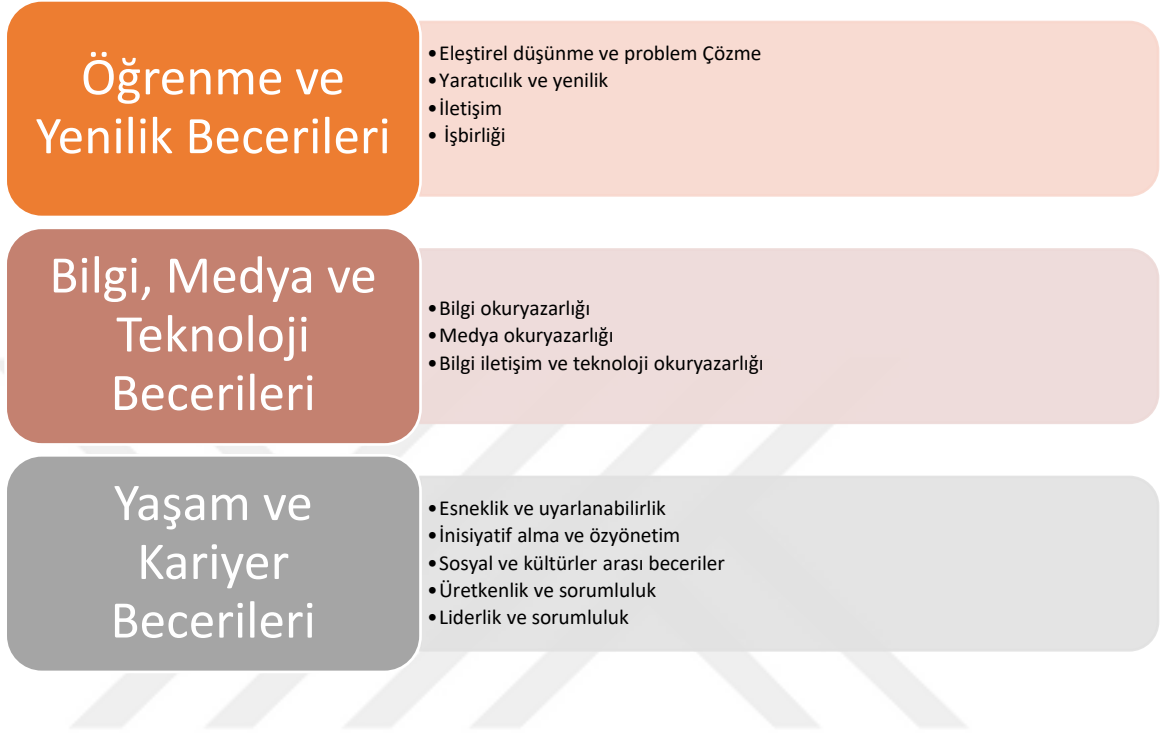 Öğrenme ve
Yenilik Becerileri
•Eleştirel düşünme ve problem Çözme
•Yaratıcılık ve yenilik
•İletişim
• İşbirliği
Bilgi, Medya ve
Teknoloji
Becerileri
•Bilgi okuryazarlığı
•Medya okuryazarlığı
•Bilgi iletişim ve teknoloji okuryazarlığı
Yaşam ve
Kariyer
Becerileri
•Esneklik ve uyarlanabilirlik
•İnisiyatif alma ve özyönetim
•Sosyal ve kültürler arası beceriler
•Üretkenlik ve sorumluluk
•Liderlik ve sorumluluk